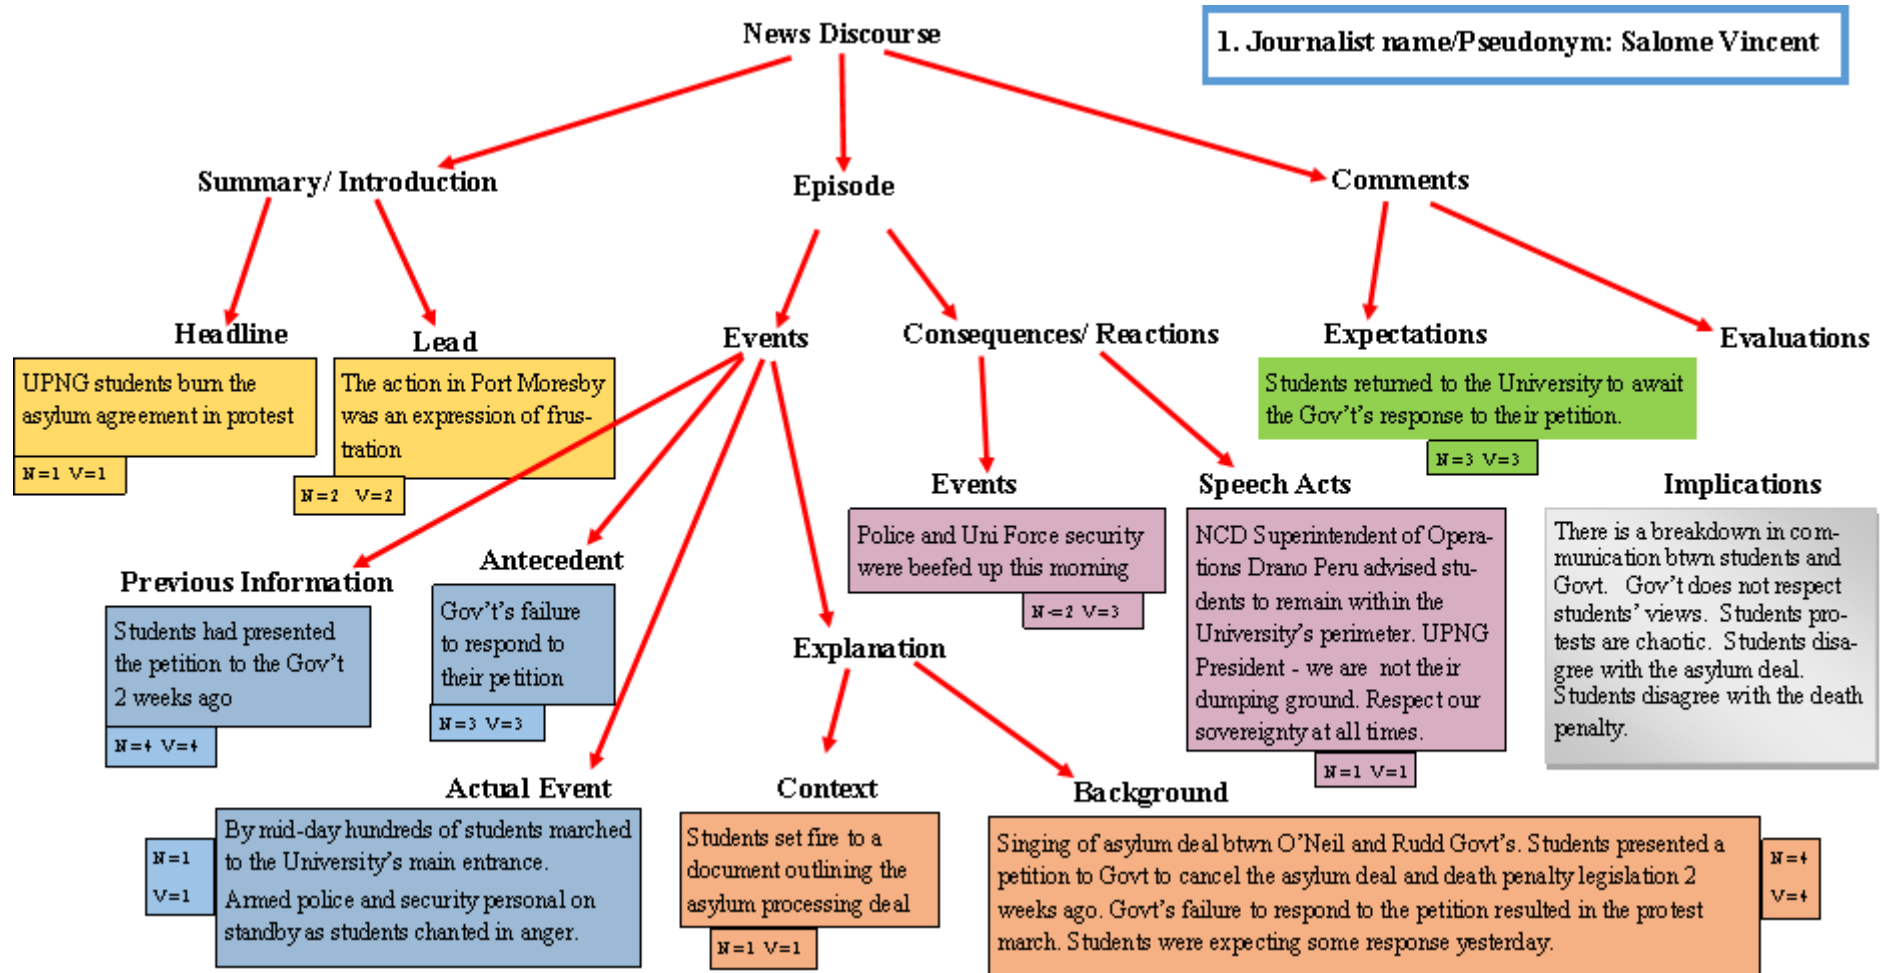 News Discourse
1. Journalist name/Pseudonym: Salome Vincent
Summary/ Introduction
Episode
Comments
Headline
UPNG students burn the
asylum agreement in protest
N=1 V=1
Lead
The action in Port Moresby
was an expression of frus-
tration
N=2 V=2
Events
Consequences/ Reactions
Expectations
Students returned to the University to await
the Gov't's response to their petition.
N=3 V=3
Evaluations
Previous Information
Students had presented
the petition to the Gov't
2 weeks ago
N=4 V=4
Antecedent
Gov't's failure
to respond to
their petition
N=3 V=3
Events
Police and Uni Force security
were beefed up this morning
N=2 V=3
Speech Acts
NCD Superintendent of Opera-
tions Drano Peru advised stu-
dents to remain within the
University's perimeter. UPNG
President - we are not their
dumping ground. Respect our
sovereignty at all times.
N=1 V=1
Implications
There is a breakdown in com-
munication btwn students and
Govt. Gov't does not respect
students' views. Students pro-
tests are chaotic. Students disa-
gree with the asylum deal.
Students disagree with the death
penalty.
Explanation
Actual Event
By mid-day hundreds of students marched
to the University's main entrance.
Armed police and security personal on
standby as students chanted in anger.
N=1
V=1
Context
Students set fire to a
document outlining the
asylum processing deal
N=1 V=1
Background
Singing of asylum deal btwn O'Neil and Rudd Govt's. Students presented a
petition to Govt to cancel the asylum deal and death penalty legislation 2
weeks ago. Govt's failure to respond to the petition resulted in the protest
march. Students were expecting some response yesterday.
N=4
V=4